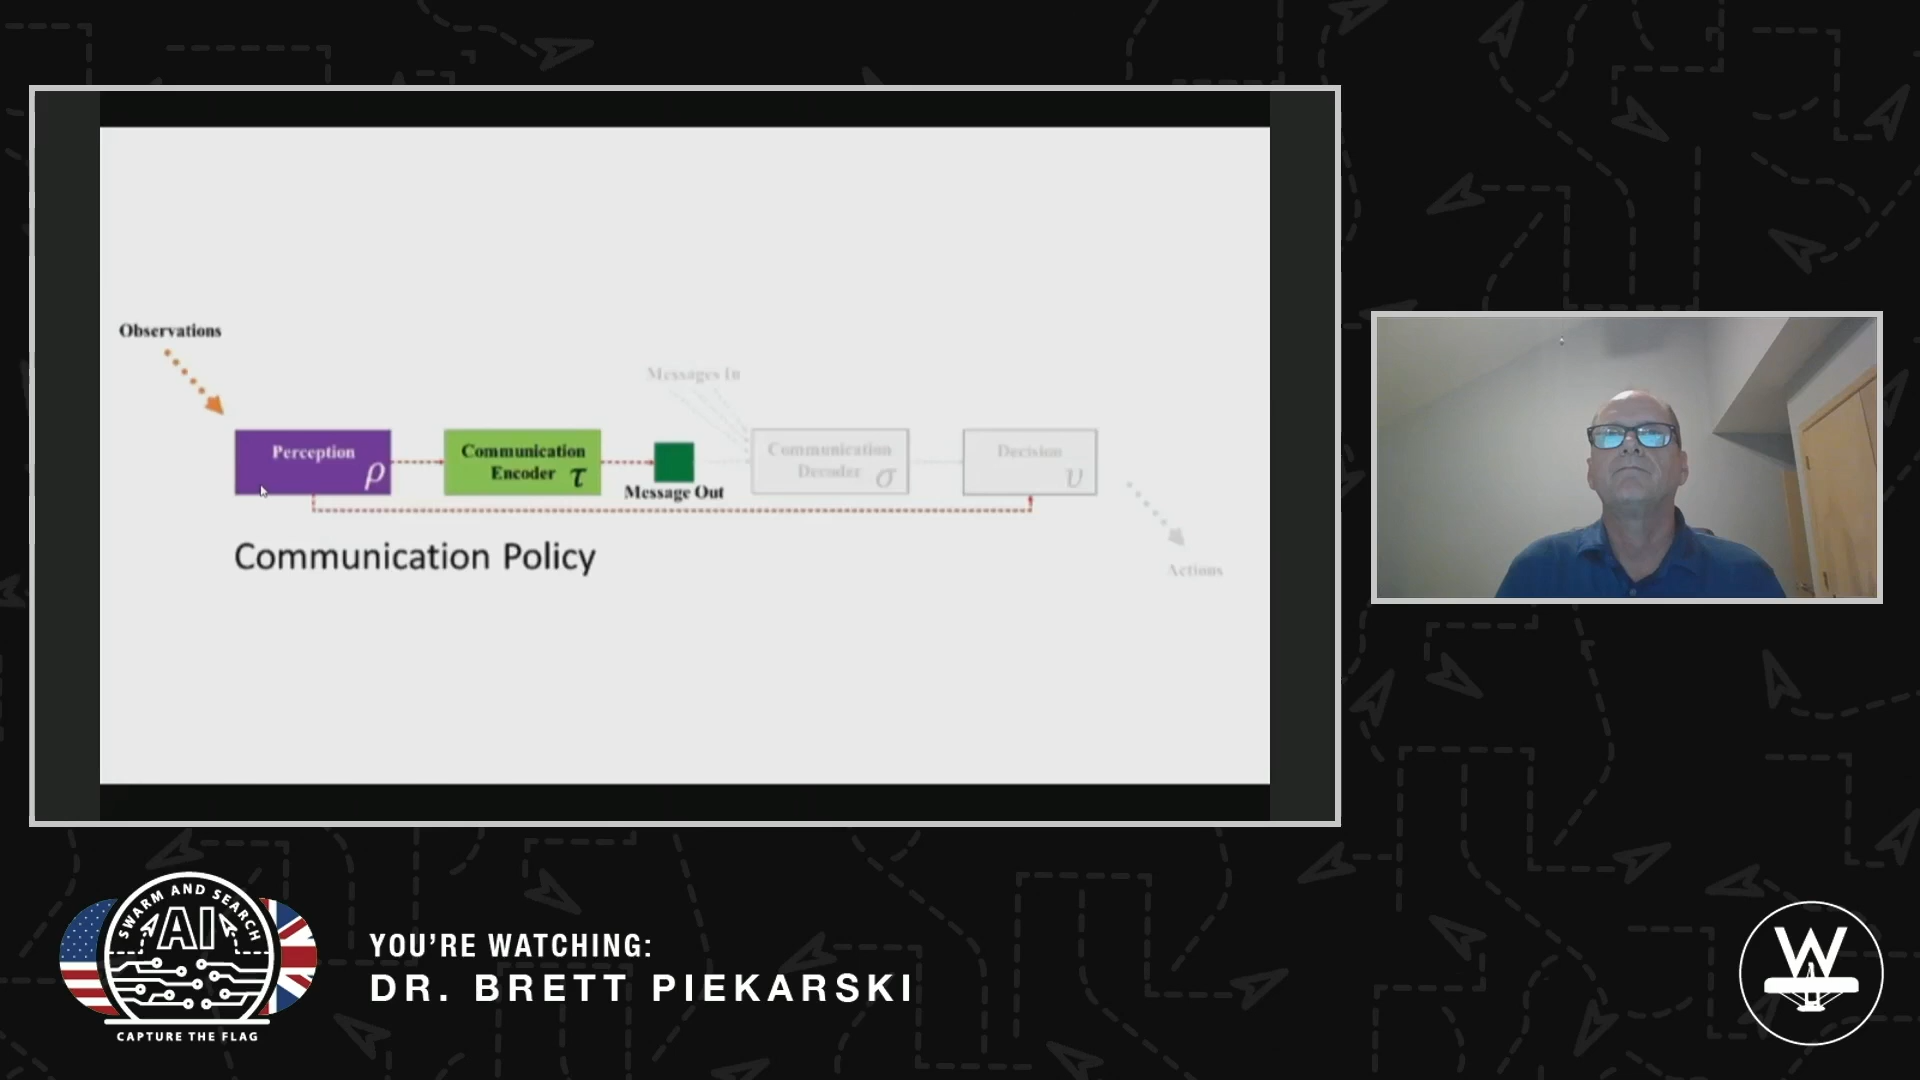 Observations
Messages In
Perception
ρ
Communication
Encoder τ
Message Out
Communication
Decoder σ
Decision
υ
Communication Policy
Actions
SWARM AND SEARCH
AI
CAPTURE THE FLAG
YOU'RE WATCHING:
DR. BRETT PIEKARSKI
W